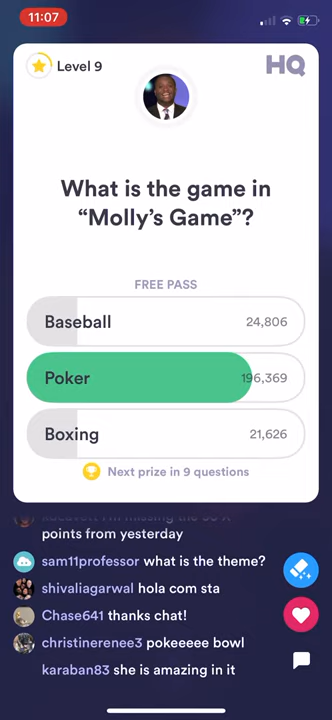 11:07
Level 9
HQ
What is the game in
“Molly’s Game”?
FREE PASS
Baseball 24,806
Poker 196,369
Boxing 21,626
Next prize in 9 questions
points from yesterday
sam11professor what is the theme?
shivaliagarwal hola com sta
Chase641 thanks chat!
christinerenee3 pokeeeee bowl
karaban83 she is amazing in it